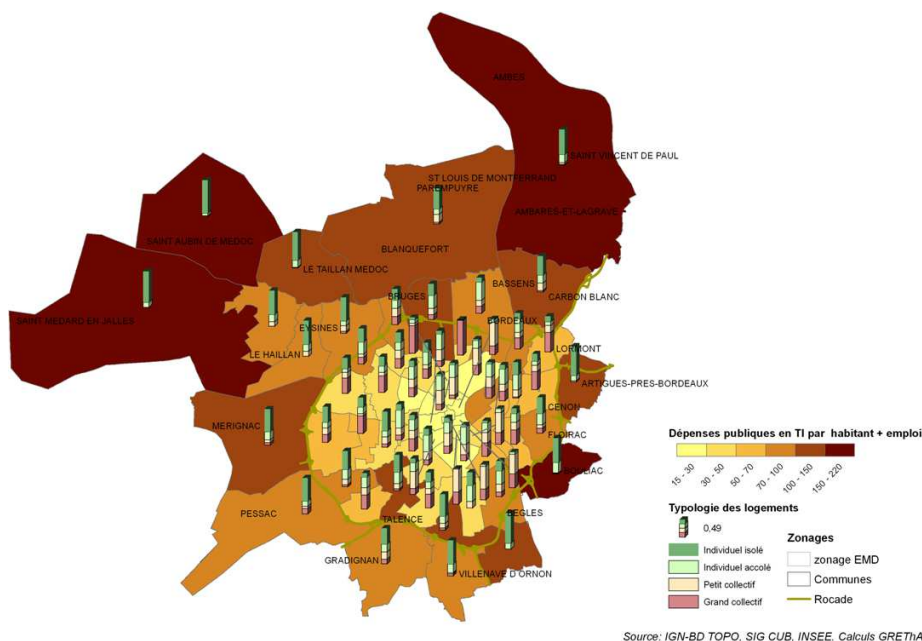 AMBES
SAINT VINCENT DE PAUL
ST LOUIS DE MONTFERRAND
PAREMPUYRE
AMBARES-ET-LAGRAVE
SAINT AUBIN DE MEDOC
BLANQUEFORT
LE TAILLAN MEDOC
BASSENS
CARBON BLANC
BRUGES
SAINT MEDARD EN JALLES
BORDEAUX
EYSINES
LORMONT
LE HAILLAN
ARTIGUES-PRES-BORDEAUX
CENON
MERIGNAC
FLOIRAC
BOULIAC
PESSAC
BEGLES
TALENCE
GRADIGNAN
VILLENAVE D'ORNON
Dépenses publiques en TI par habitant + emploi
15 - 30
30 - 50
50 - 70
70 - 100
100 - 150
150 - 220
Typologie des logements
0,49
Individuel isolé
Individuel accolé
Petit collectif
Grand collectif
Zonages
zonage EMD
Communes
Rocade
Source: IGN-BD TOPO, SIG CUB, INSEE, Calculs GREThA